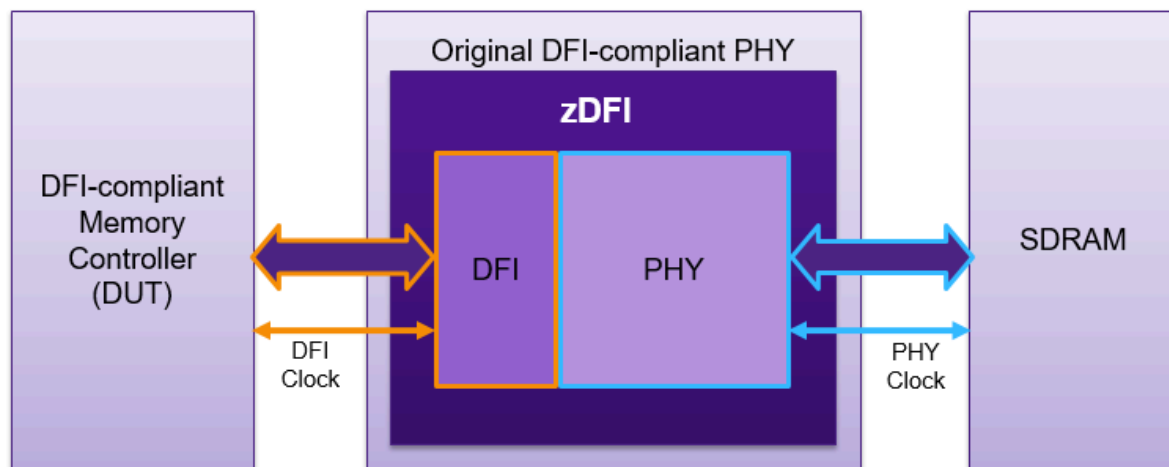 Original DFI-compliant PHY
zDFI
DFI-compliant
Memory
Controller
(DUT)
DFI
PHY
SDRAM
DFI
Clock
PHY
Clock